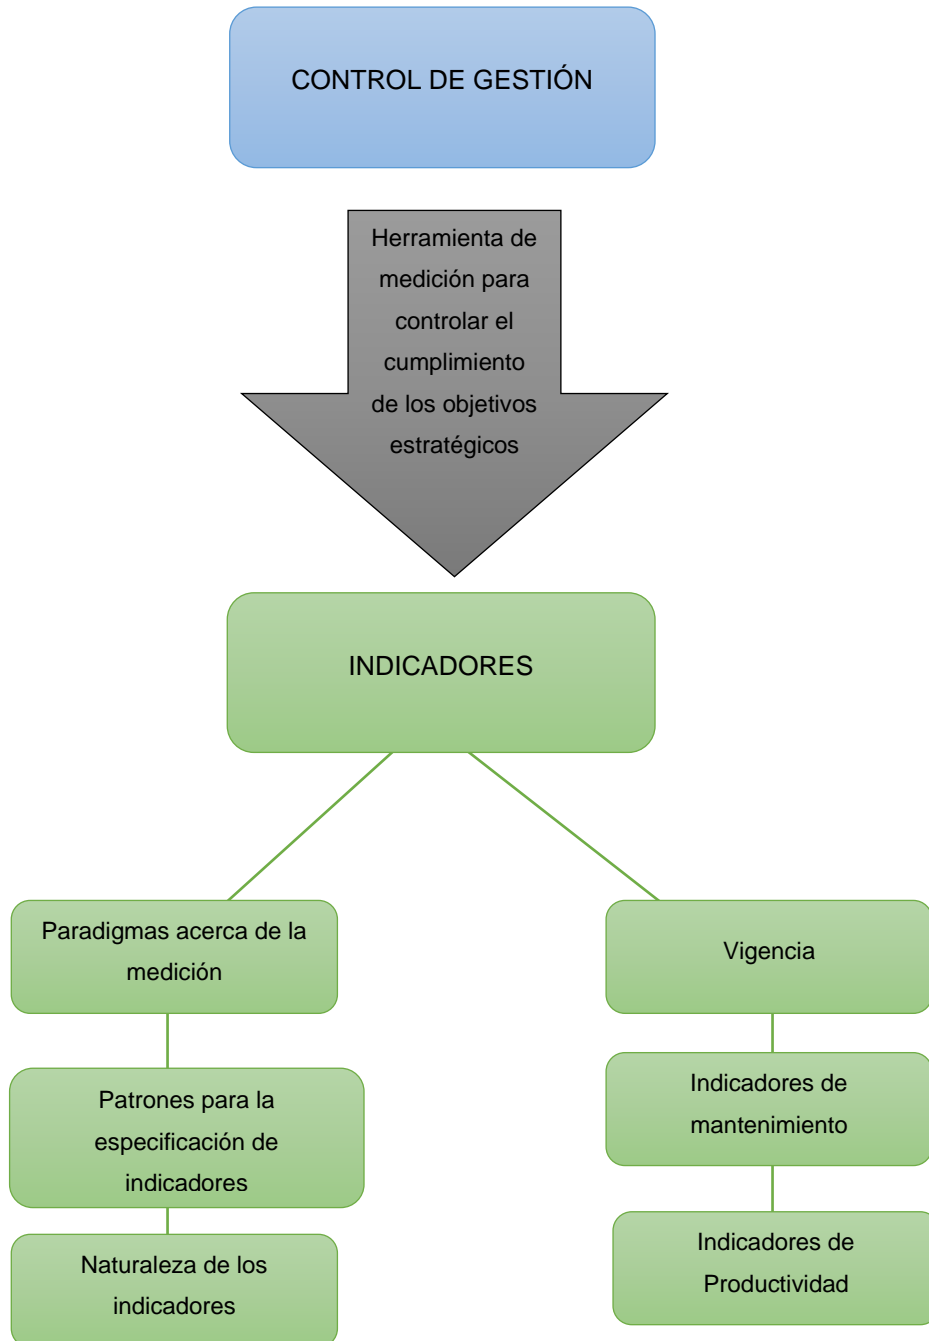 CONTROL DE GESTIÓN
Herramienta de
medición para
controlar el
cumplimiento
de los objetivos
estratégicos
INDICADORES
Paradigmas acerca de la
medición
Patrones para la
especificación de
indicadores
Naturaleza de los
indicadores
Vigencia
Indicadores de
mantenimiento
Indicadores de
Productividad